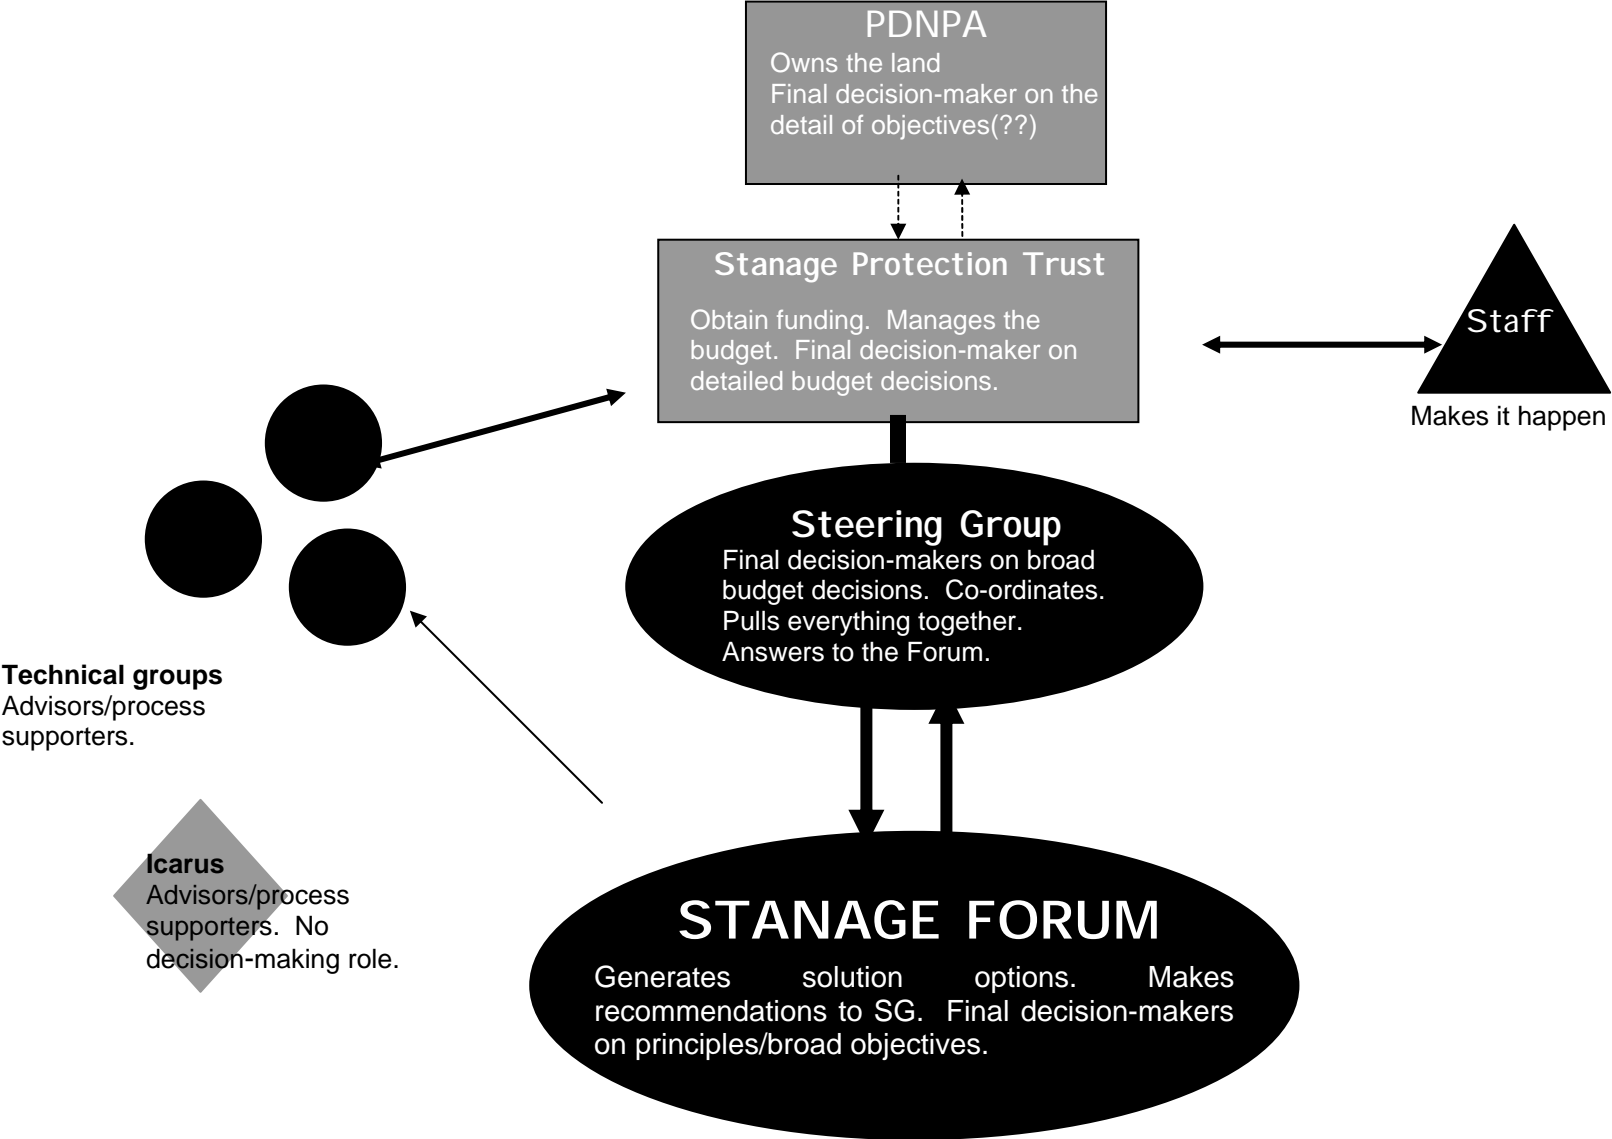 PDNPA
Owns the land
Final decision-maker on the
detail of objectives(??)
Stanage Protection Trust
Obtain funding.  Manages the
budget.  Final decision-maker on
detailed budget decisions.
Staff
Makes it happen
Steering Group
Final decision-makers on broad
budget decisions.  Co-ordinates.
Pulls everything together.
Answers to the Forum.
Technical groups
Advisors/process
supporters.
Icarus
Advisors/process
supporters.  No
decision-making role.
STANAGE FORUM
Generates solution options. Makes
recommendations to SG.  Final decision-makers
on principles/broad objectives.